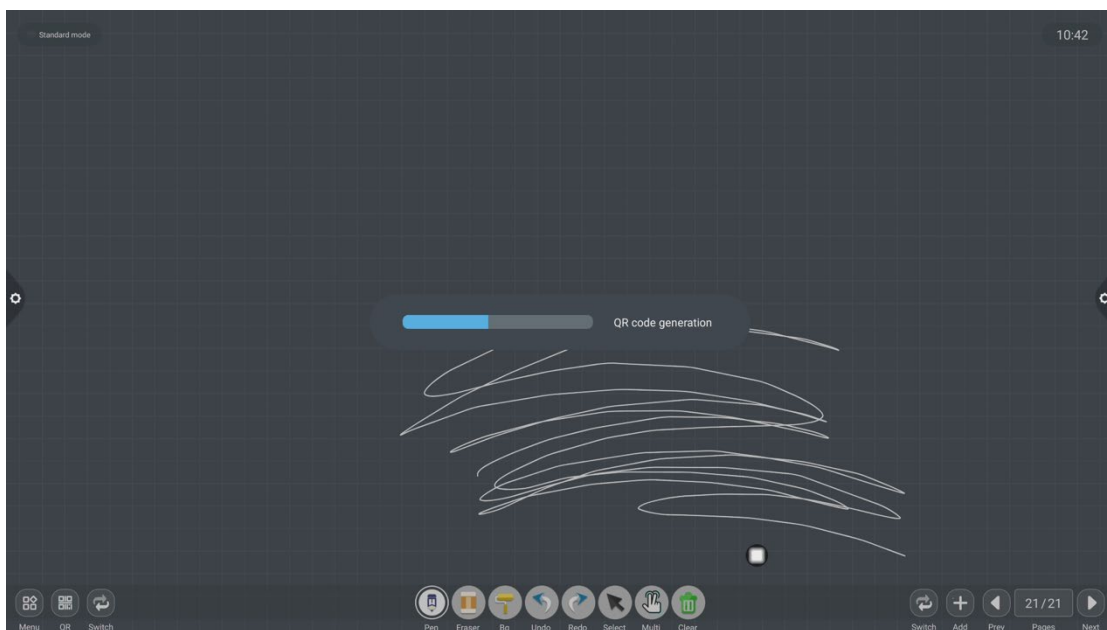 Standard mode
10:42
QR code generation
21/21
Menu QR Switch Pen Eraser Bg Undo Redo Select Multi Clear Switch Add Prev Pages Next